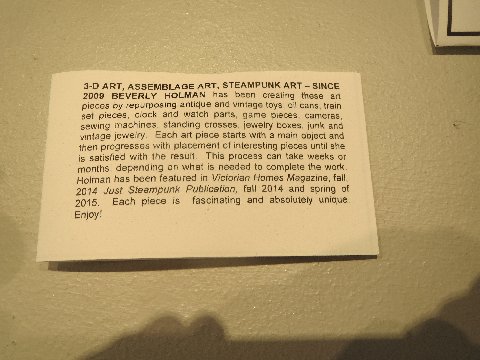 3-D ART, ASSEMBLAGE ART, STEAMPUNK ART – SINCE
2009 BEVERLY HOLMAN has been creating these art
pieces by repurposing antique and vintage toys, oil cans, train
set pieces, clock and watch parts, game pieces, cameras,
sewing machines, standing crosses, jewelry boxes, junk and
vintage jewelry. Each art piece starts with a main object and
then progresses with placement of interesting pieces until she
is satisfied with the result. This process can take weeks or
months depending on what is needed to complete the work.
Holman has been featured in Victorian Homes Magazine, fall,
2014 Just Steampunk Publication, fall 2014 and spring of
2015. Each piece is fascinating and absolutely unique.
Enjoy!